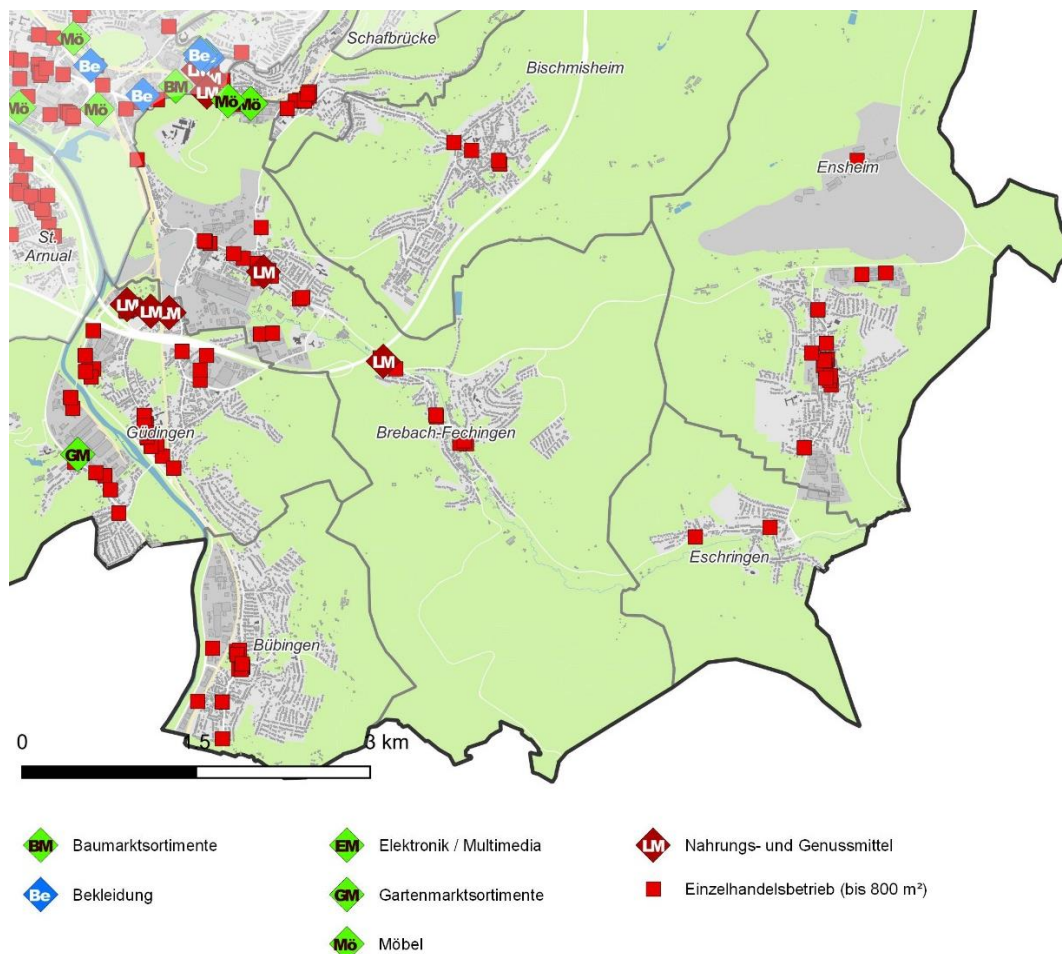 Schafbrücke
Mö
Be
Be
LM
LM
BM
LM
Be
Mö
Mö
Mö
Mö
Bischmisheim
Ensheim
St.
Arnual
LM
LM
LM
LM
LM
Brebach-Fechingen
Güdingen
GM
Eschringen
Bübingen
0 1.5 3 km
BM Baumarktsortimente
EM Elektronik / Multimedia
LM Nahrungs- und Genussmittel
Be Bekleidung
GM Gartenmarktsortimente
Einzelhandelsbetrieb (bis 800 m²)
Mö Möbel